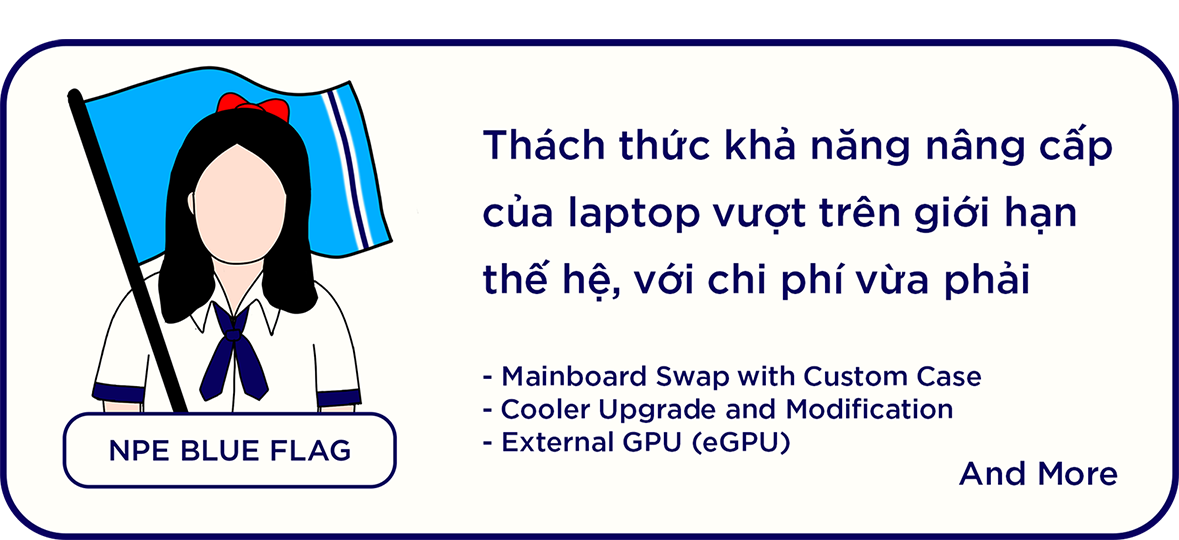 Thách thức khả năng nâng cấp
của laptop vượt trên giới hạn
thế hệ, với chi phí vừa phải
- Mainboard Swap with Custom Case
- Cooler Upgrade and Modification
- External GPU (eGPU)
And More
NPE BLUE FLAG